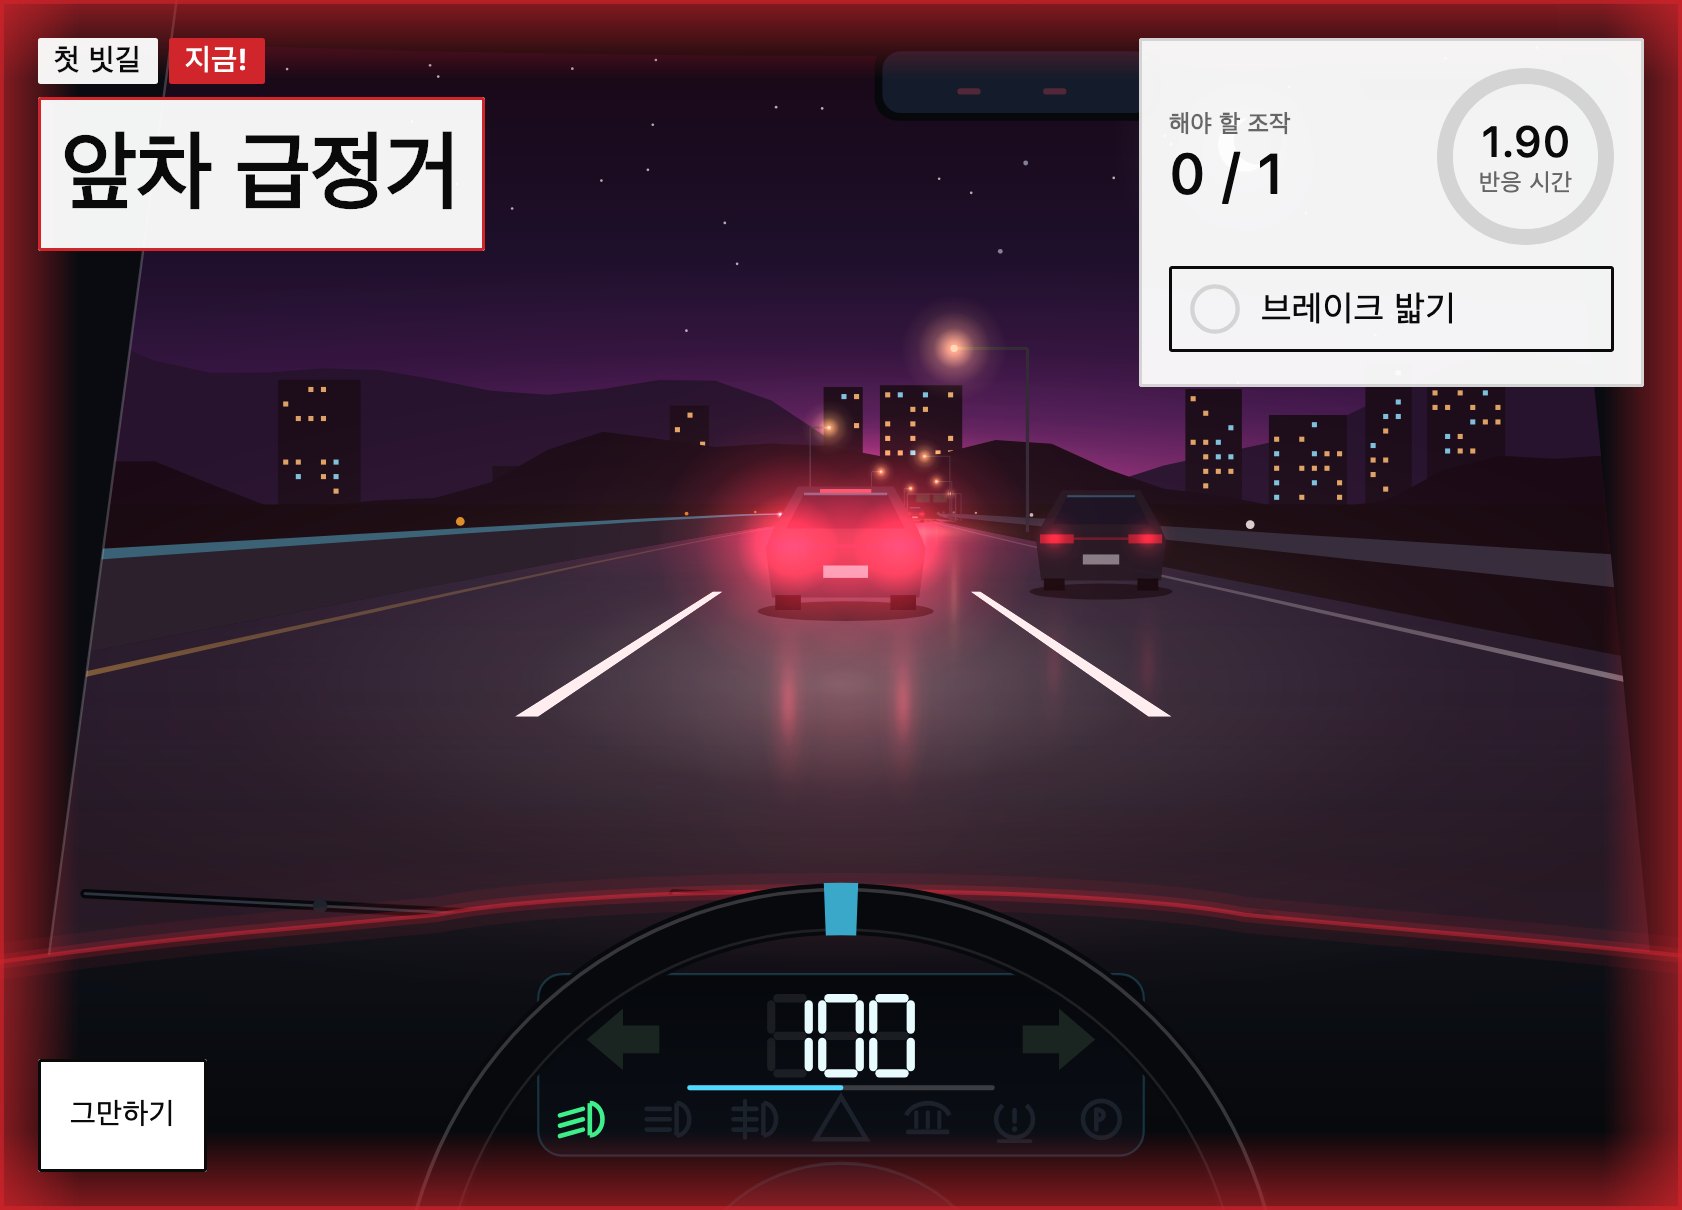 첫 빗길
지금!
앞차 급정거
해야 할 조작
0 / 1
1.90
반응 시간
브레이크 밟기
100
그만하기